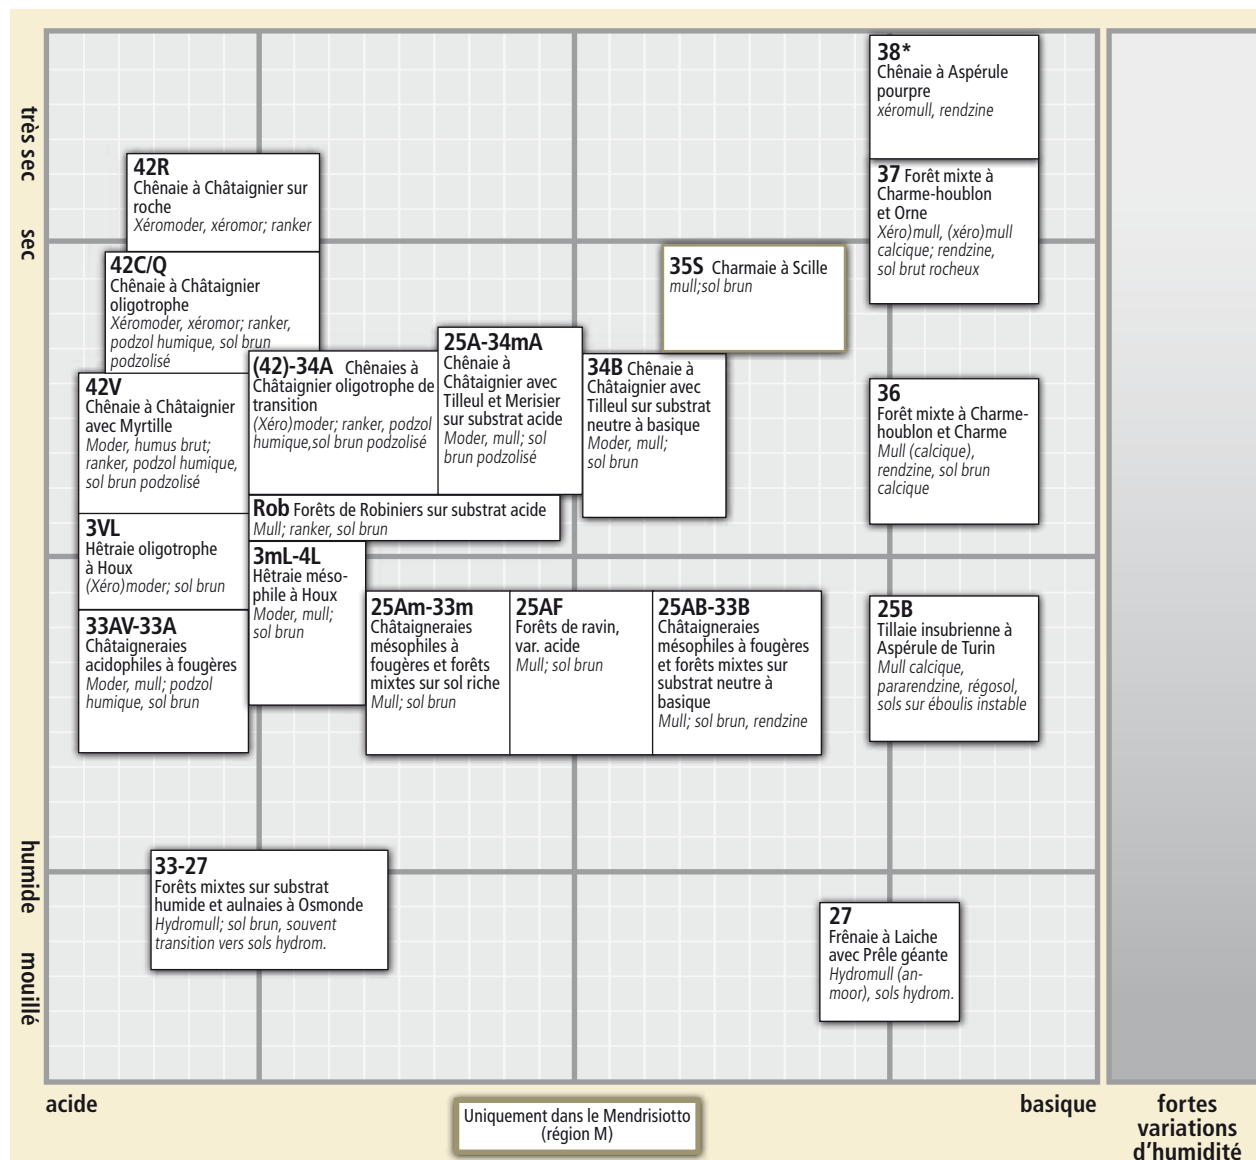 très sec
sec
humide
mouillé
38*
Chênaie à Aspérule
pourpre
xéromull, rendzine
42R
Chênaie à Châtaignier sur
roche
Xéromoder, xéromor; ranker
37 Forêt mixte à
Charme-houblon
et Orne
Xéro)mull, (xéro)mull
calcique; rendzine,
sol brut rocheux
42C/Q
Chênaie à Châtaignier
oligotrophe
Xéromoder, xéromor; ranker,
podzol humique, sol brun
podzolisé
35S Charmaie à Scille
mull;sol brun
42V
Chênaie à Châtaignier
avec Myrtille
Moder, humus brut;
ranker, podzol humique,
sol brun podzolisé
(42)-34A Chênaies à
Châtaignier oligotrophe de
transition
(Xéro)moder; ranker, podzol
humique,sol brun podzolisé
25A-34mA
Chênaie à
Châtaignier avec
Tilleul et Merisier
sur substrat acide
Moder, mull; sol
brun podzolisé
34B Chênaie à
Châtaignier avec
Tilleul sur substrat
neutre à basique
Moder, mull;
sol brun
36
Forêt mixte à Charme-
houblon et Charme
Mull (calcique),
rendzine, sol brun
calcique
Rob Forêts de Robiniers sur substrat acide
Mull; ranker, sol brun
3VL
Hêtraie oligotrophe
à Houx
(Xéro)moder; sol brun
3mL-4L
Hêtraie méso-
phile à Houx
Moder, mull;
sol brun
33AV-33A
Châtaigneraies
acidophiles à fougères
Moder, mull; podzol
humique, sol brun
25Am-33m
Châtaigneraies
mésophiles à
fougères et forêts
mixtes sur sol riche
Mull; sol brun
25AF
Forêts de ravin,
var. acide
Mull; sol brun
25AB-33B
Châtaigneraies
mésophiles à fougères
et forêts mixtes sur
substrat neutre à
basique
Mull; sol brun, rendzine
25B
Tillaie insubrienne à
Aspérule de Turin
Mull calcique,
pararendzine, régosol,
sols sur éboulis instable
33-27
Forêts mixtes sur substrat
humide et aulnaies à Osmonde
Hydromull; sol brun, souvent
transition vers sols hydrom.
27
Frênaie à Laiche
avec Prêle géante
Hydromull (an-
moor), sols hydrom.
acide
basique
fortes
variations
d'humidité
Uniquement dans le Mendrisiotto
(région M)